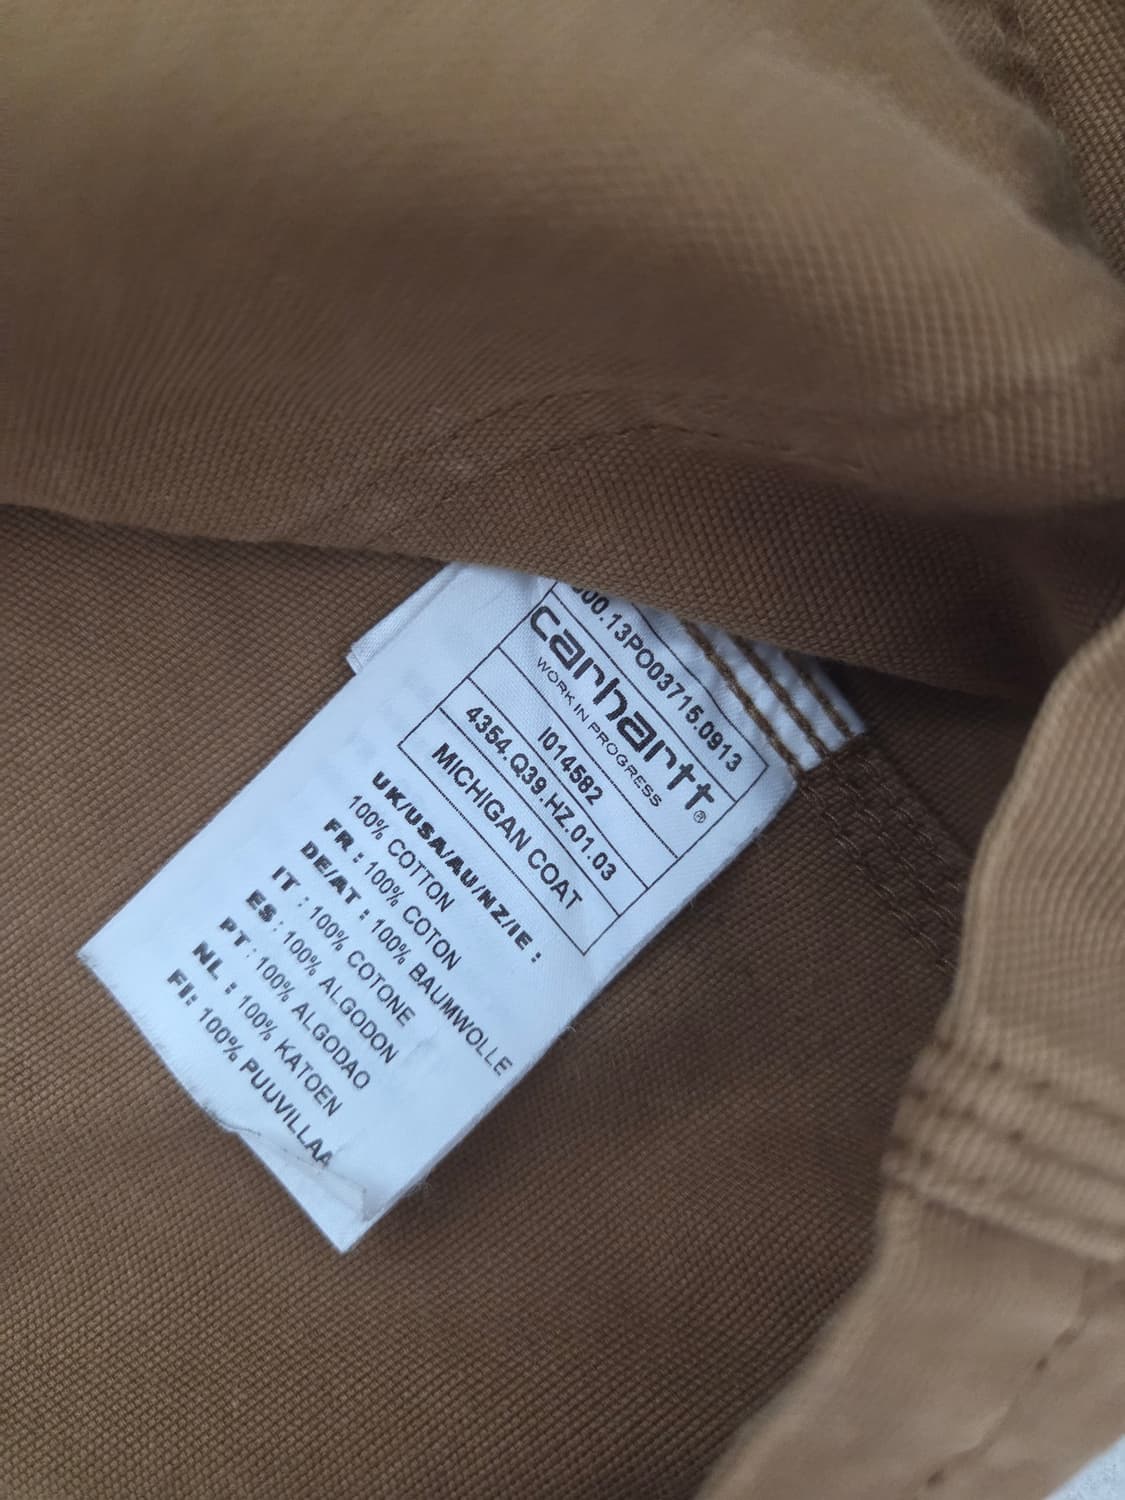 00.13PO03715.0913
carhartt®
WORK IN PROGRESS
I014582
4354.Q39.HZ.01.03
MICHIGAN COAT
UK/USA/AU/NZ/IE :
100% COTTON
FR : 100% COTON
DE/AT : 100% BAUMWOLLE
IT : 100% COTONE
ES : 100% ALGODON
PT : 100% ALGODAO
NL : 100% KATOEN
FI: 100% PUUVILLAA